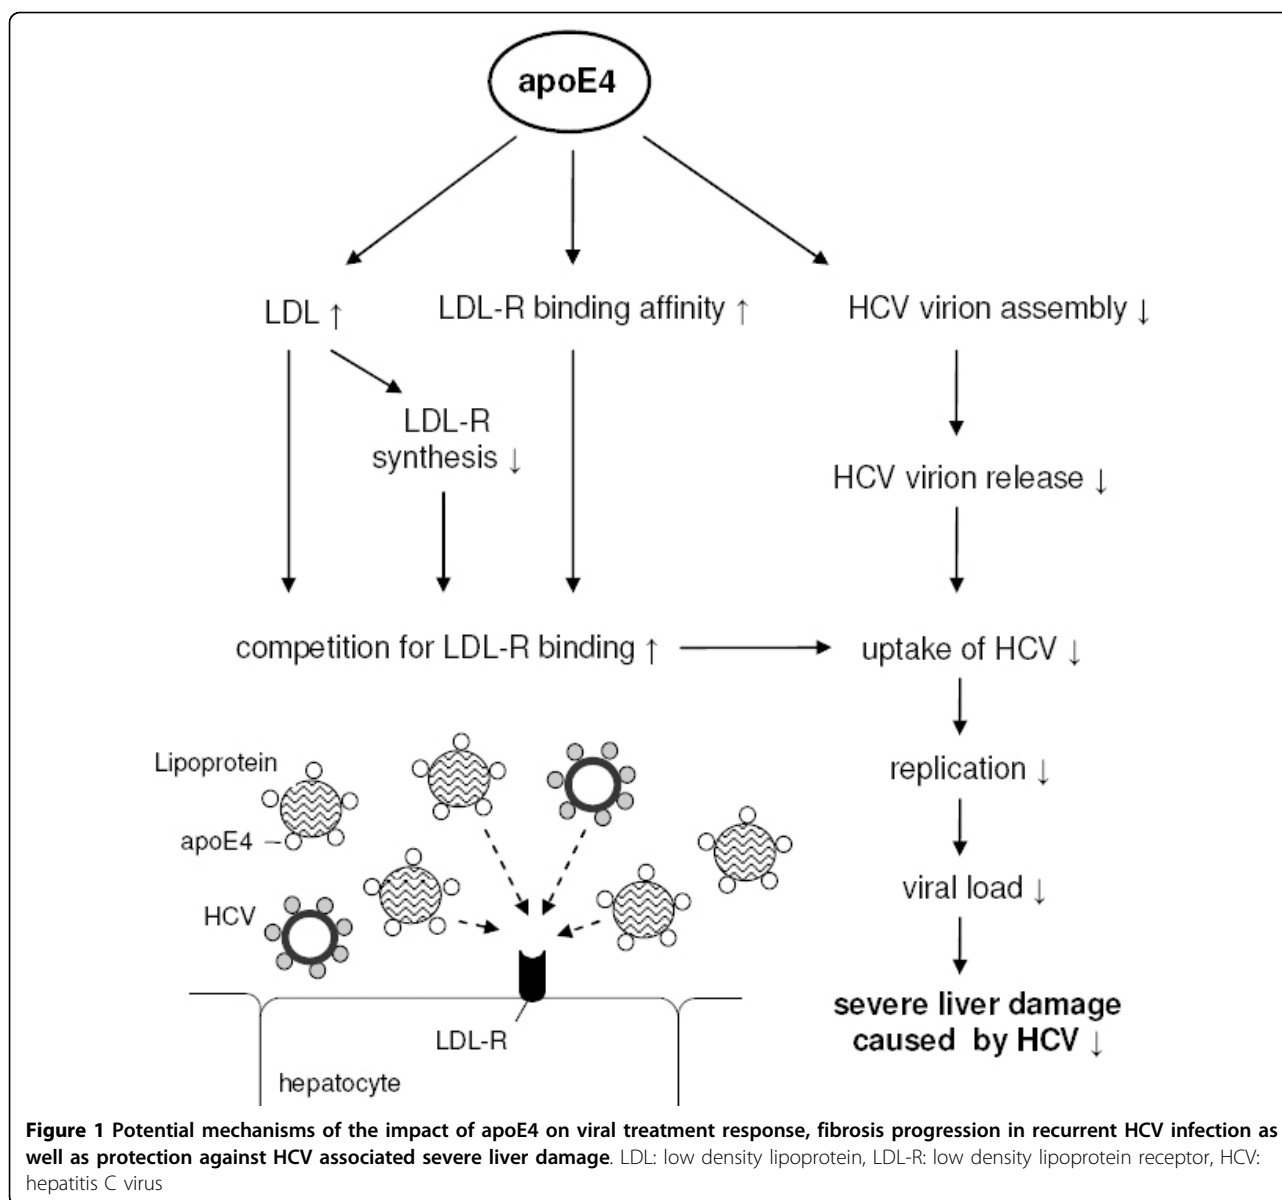 apoE4
LDL ↑
LDL-R binding affinity ↑
HCV virion assembly ↓
LDL-R
synthesis ↓
HCV virion release ↓
competition for LDL-R binding ↑
uptake of HCV ↓
replication ↓
viral load ↓
severe liver damage
caused by HCV ↓
Lipoprotein
apoE4
HCV
LDL-R
hepatocyte
Figure 1 Potential mechanisms of the impact of apoE4 on viral treatment response, fibrosis progression in recurrent HCV infection as
well as protection against HCV associated severe liver damage. LDL: low density lipoprotein, LDL-R: low density lipoprotein receptor, HCV:
hepatitis C virus